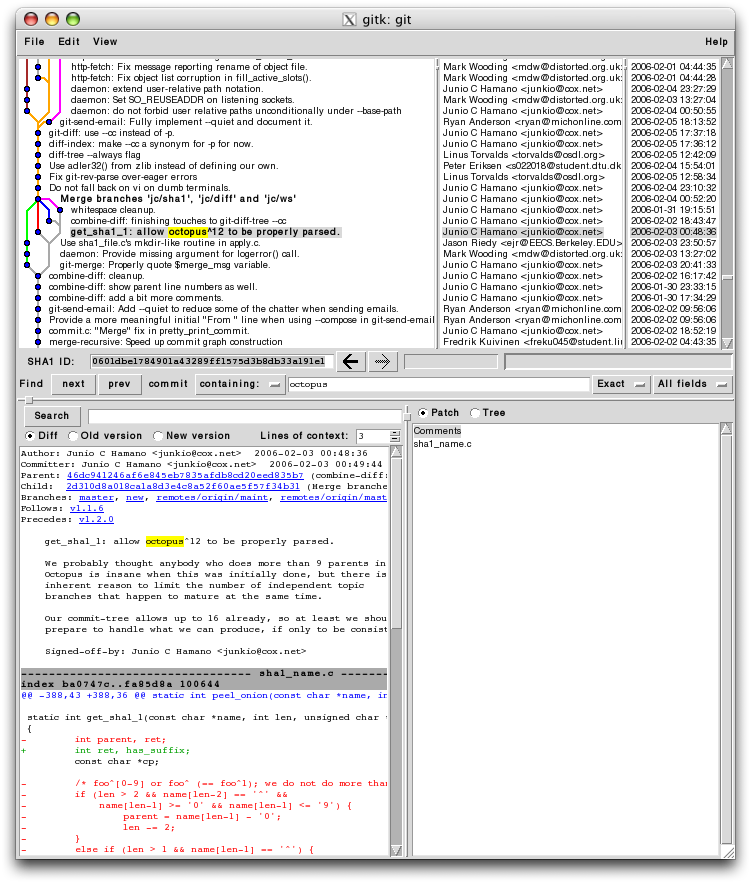 gitk: git
File Edit View Help
http-fetch: Fix message reporting rename of object file. Mark Wooding <mdw@distorted.org.uk: 2006-02-01 04:44:35
http-fetch: Fix object list corruption in fill_active_slots(). Mark Wooding <mdw@distorted.org.uk: 2006-02-01 04:44:28
daemon: extend user-relative path notation. Junio C Hamano <junkio@cox.net> 2006-02-04 23:27:29
daemon: Set SO_REUSEADDR on listening sockets. Mark Wooding <mdw@distorted.org.uk: 2006-02-03 13:27:04
daemon: do not forbid user relative paths unconditionally under --base-path Junio C Hamano <junkio@cox.net> 2006-02-04 00:50:55
git-send-email: Fully implement --quiet and document it. Ryan Anderson <ryan@michonline.com 2006-02-05 18:13:52
git-diff: use --cc instead of -p. Junio C Hamano <junkio@cox.net> 2006-02-05 17:37:18
diff-index: make --cc a synonym for -p for now. Junio C Hamano <junkio@cox.net> 2006-02-05 17:36:12
diff-tree --always flag Linus Torvalds <torvalds@osdl.org> 2006-02-05 12:42:09
Use adler32() from zlib instead of defining our own. Peter Eriksen <s022018@student.dtu.dk 2006-02-04 15:54:01
Fix git-rev-parse over-eager errors Linus Torvalds <torvalds@osdl.org> 2006-02-05 12:58:34
Do not fall back on vi on dumb terminals. Junio C Hamano <junkio@cox.net> 2006-02-04 23:10:32
Merge branches 'jc/sha1', 'jc/diff' and 'jc/ws' Junio C Hamano <junkio@cox.net> 2006-02-04 00:52:20
whitespace cleanup. Junio C Hamano <junkio@cox.net> 2006-01-31 19:15:51
combine-diff: finishing touches to git-diff-tree --cc Junio C Hamano <junkio@cox.net> 2006-02-02 18:43:47
get_sha1_1: allow octopus^12 to be properly parsed. Junio C Hamano <junkio@cox.net> 2006-02-03 00:48:36
Use sha1_file.c's mkdir-like routine in apply.c. Jason Riedy <ejr@EECS.Berkeley.EDU> 2006-02-03 23:50:57
daemon: Provide missing argument for logerror() call. Mark Wooding <mdw@distorted.org.uk: 2006-02-03 13:27:02
git-merge: Properly quote $merge_msg variable. Junio C Hamano <junkio@cox.net> 2006-02-03 20:41:33
combine-diff: cleanup. Junio C Hamano <junkio@cox.net> 2006-02-02 16:17:42
combine-diff: show parent line numbers as well. Junio C Hamano <junkio@cox.net> 2006-01-30 23:33:15
combine-diff: add a bit more comments. Junio C Hamano <junkio@cox.net> 2006-01-30 17:34:29
git-send-email: Add --quiet to reduce some of the chatter when sending emails. Ryan Anderson <ryan@michonline.com 2006-02-02 09:56:06
Provide a more meaningful initial "From " line when using --compose in git-send-email Ryan Anderson <ryan@michonline.com 2006-02-02 09:56:06
commit.c: "Merge" fix in pretty_print_commit. Junio C Hamano <junkio@cox.net> 2006-02-02 18:52:19
merge-recursive: Speed up commit graph construction Fredrik Kuivinen <freku045@student.lin 2006-02-02 04:43:35
SHA1 ID: 0601dbe1784901a43289ff1575d3b8db33a191e1
Find next prev commit containing: octopus Exact All fields
Search
Diff Old version New version Lines of context: 3
Patch Tree
Author: Junio C Hamano <junkio@cox.net> 2006-02-03 00:48:36
Committer: Junio C Hamano <junkio@cox.net> 2006-02-03 00:49:44
Parent: 46dc941246af6e845eb7835afdb8cd20eed835b7 (combine-diff:
Child: 2d310d8a018ca1a8d3e4c8a52f60ae5f57f34b31 (Merge branche
Branches: master, new, remotes/origin/maint, remotes/origin/mast
Follows: v1.1.6
Precedes: v1.2.0
get_sha1_1: allow octopus^12 to be properly parsed.
We probably thought anybody who does more than 9 parents in
Octopus is insane when this was initially done, but there is
inherent reason to limit the number of independent topic
branches that happen to mature at the same time.
Our commit-tree allows up to 16 already, so at least we shou
prepare to handle what we can produce, if only to be consist
Signed-off-by: Junio C Hamano <junkio@cox.net>
-------------------------------- sha1_name.c -------
index ba0747c..fa85d8a 100644
@@ -388,43 +388,36 @@ static int peel_onion(const char *name, in
static int get_sha1_1(const char *name, int len, unsigned char
{
- int parent, ret;
+ int ret, has_suffix;
const char *cp;
- /* foo^[0-9] or foo^ (== foo^1); we do not do more than
- if (len > 2 && name[len-2] == '^' &&
- name[len-1] >= '0' && name[len-1] <= '9') {
- parent = name[len-1] - '0';
- len -= 2;
- }
- else if (len > 1 && name[len-1] == '^') {
Comments
sha1_name.c